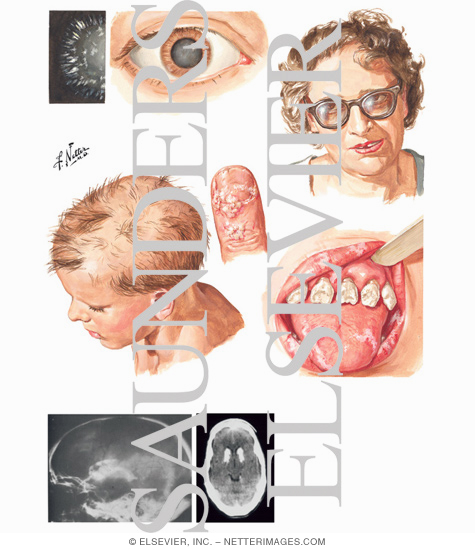 F. Netter
SAUNDERS
ELSEVIER
© ELSEVIER, INC. – NETTERIMAGES.COM